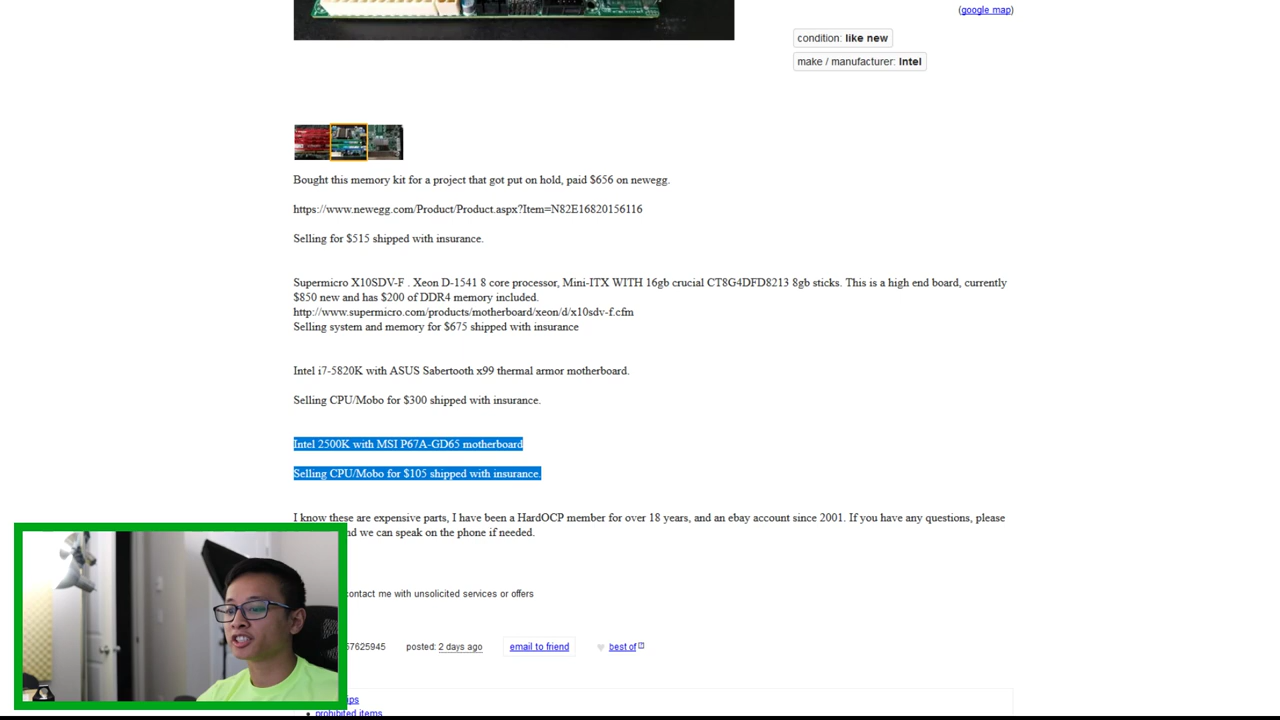 (google map)
condition: like new
make / manufacturer: Intel
Bought this memory kit for a project that got put on hold, paid $656 on newegg.
https://www.newegg.com/Product/Product.aspx?Item=N82E16820156116
Selling for $515 shipped with insurance.
Supermicro X10SDV-F . Xeon D-1541 8 core processor, Mini-ITX WITH 16gb crucial CT8G4DFD8213 8gb sticks. This is a high end board, currently
$850 new and has $200 of DDR4 memory included.
http://www.supermicro.com/products/motherboard/xeon/d/x10sdv-f.cfm
Selling system and memory for $675 shipped with insurance
Intel i7-5820K with ASUS Sabertooth x99 thermal armor motherboard.
Selling CPU/Mobo for $300 shipped with insurance.
Intel 2500K with MSI P67A-GD65 motherboard
Selling CPU/Mobo for $105 shipped with insurance.
I know these are expensive parts, I have been a HardOCP member for over 18 years, and an ebay account since 2001. If you have any questions, please
nd we can speak on the phone if needed.
contact me with unsolicited services or offers
57625945 posted: 2 days ago email to friend best of
ips
prohibited items